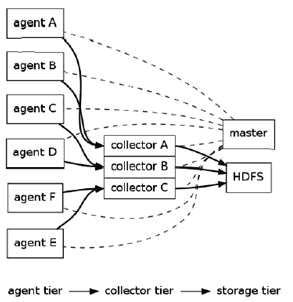 agent A
agent B
agent C
agent D
agent F
agent E
collector A
collector B
collector C
master
HDFS
agent tier collector tier storage tier